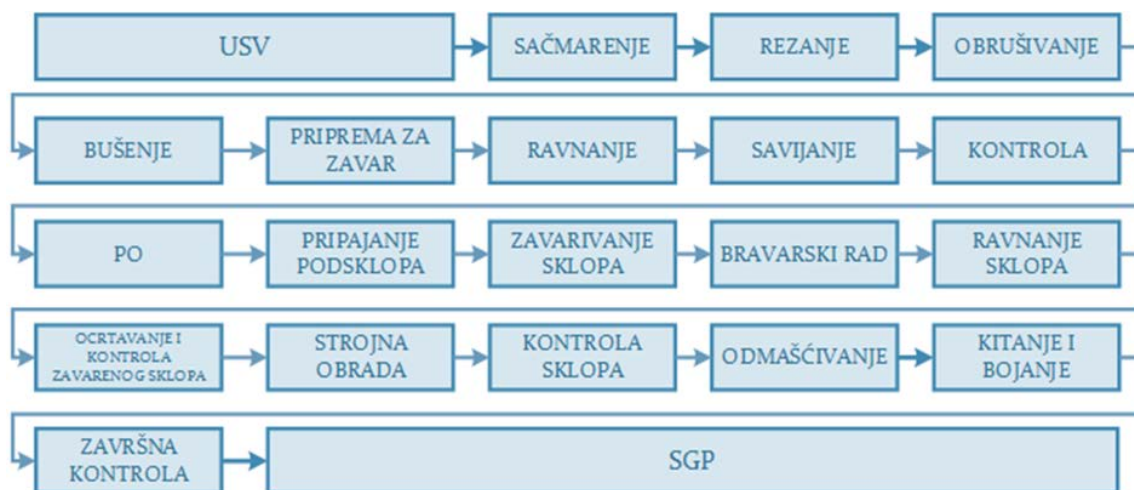 USV
SAČMARENJE
REZANJE
OBRUŠIVANJE
BUŠENJE
PRIPREMA ZA
ZAVAR
RAVNANJE
SAVIJANJE
KONTROLA
PO
PRIPAJANJE
PODSKLOPA
ZAVARIVANJE
SKLOPA
BRAVARSKI RAD
RAVNANJE
SKLOPA
OCRTAVANJE I
KONTROLA
ZAVARENOG SKLOPA
STROJNA
OBRADA
KONTROLA
SKLOPA
ODMAŠĆIVANJE
KITANJE I
BOJANJE
ZAVRŠNA
KONTROLA
SGP